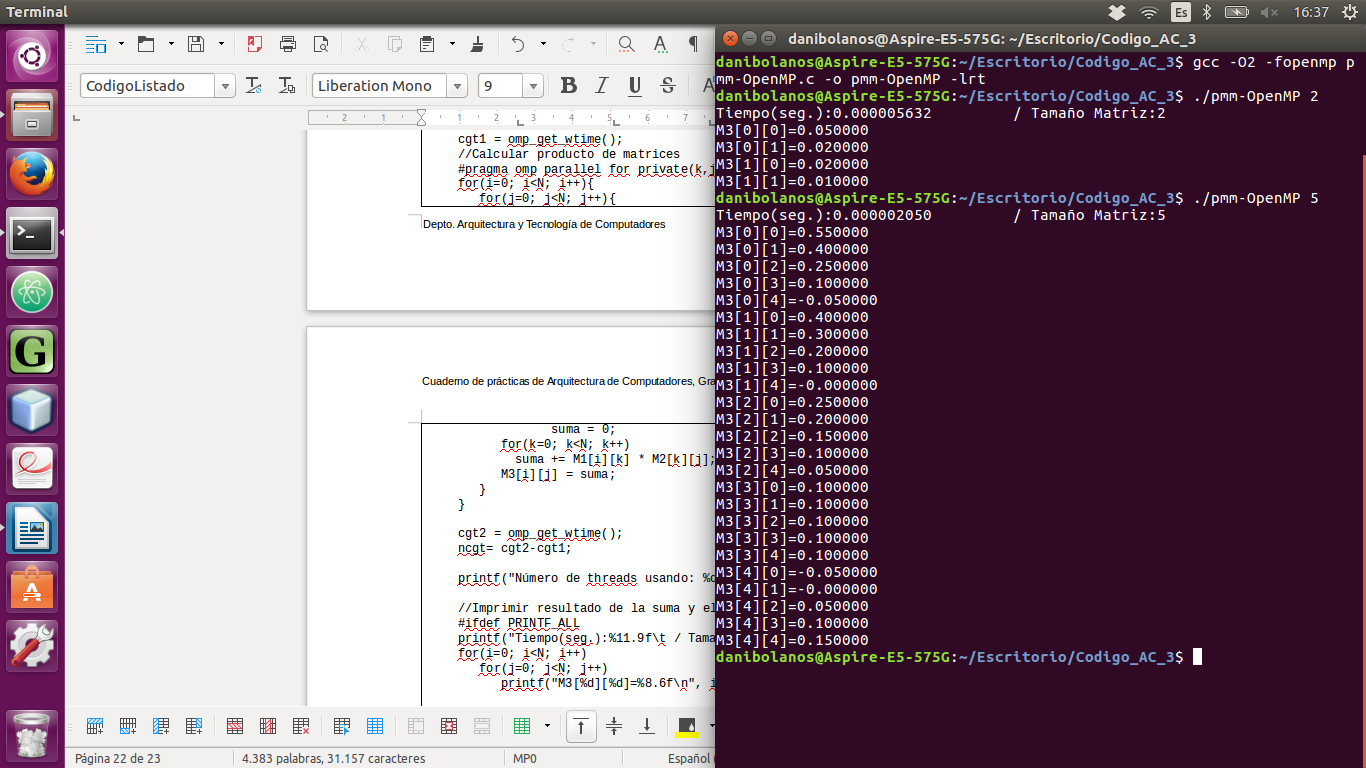 Terminal
Es
16:37
CodigoListado
Liberation Mono
9
2 1 1 2 3 4 5 6 7
cgt1 = omp_get_wtime();
//Calcular producto de matrices
#pragma omp parallel for private(k,j
for(i=0; i<N; i++){
for(j=0; j<N; j++){
Depto. Arquitectura y Tecnología de Computadores
Cuaderno de prácticas de Arquitectura de Computadores, Gra
suma = 0;
for(k=0; k<N; k++)
suma += M1[i][k] * M2[k][j];
M3[i][j] = suma;
}
}
cgt2 = omp_get_wtime();
ncgt= cgt2-cgt1;
printf("Número de threads usando: %d
//Imprimir resultado de la suma y el
#ifdef PRINTF_ALL
printf("Tiempo(seg.):%11.9f\t / Tama
for(i=0; i<N; i++)
for(j=0; j<N; j++)
printf("M3[%d][%d]=%8.6f\n", i
Página 22 de 23
4.383 palabras, 31.157 caracteres
MP0
Español (
danibolanos@Aspire-E5-575G: ~/Escritorio/Codigo_AC_3
danibolanos@Aspire-E5-575G:~/Escritorio/Codigo_AC_3$ gcc -O2 -fopenmp p
mm-OpenMP.c -o pmm-OpenMP -lrt
danibolanos@Aspire-E5-575G:~/Escritorio/Codigo_AC_3$ ./pmm-OpenMP 2
Tiempo(seg.):0.000005632 / Tamaño Matriz:2
M3[0][0]=0.050000
M3[0][1]=0.020000
M3[1][0]=0.020000
M3[1][1]=0.010000
danibolanos@Aspire-E5-575G:~/Escritorio/Codigo_AC_3$ ./pmm-OpenMP 5
Tiempo(seg.):0.000002050 / Tamaño Matriz:5
M3[0][0]=0.550000
M3[0][1]=0.400000
M3[0][2]=0.250000
M3[0][3]=0.100000
M3[0][4]=-0.050000
M3[1][0]=0.400000
M3[1][1]=0.300000
M3[1][2]=0.200000
M3[1][3]=0.100000
M3[1][4]=-0.000000
M3[2][0]=0.250000
M3[2][1]=0.200000
M3[2][2]=0.150000
M3[2][3]=0.100000
M3[2][4]=0.050000
M3[3][0]=0.100000
M3[3][1]=0.100000
M3[3][2]=0.100000
M3[3][3]=0.100000
M3[3][4]=0.100000
M3[4][0]=-0.050000
M3[4][1]=-0.000000
M3[4][2]=0.050000
M3[4][3]=0.100000
M3[4][4]=0.150000
danibolanos@Aspire-E5-575G:~/Escritorio/Codigo_AC_3$